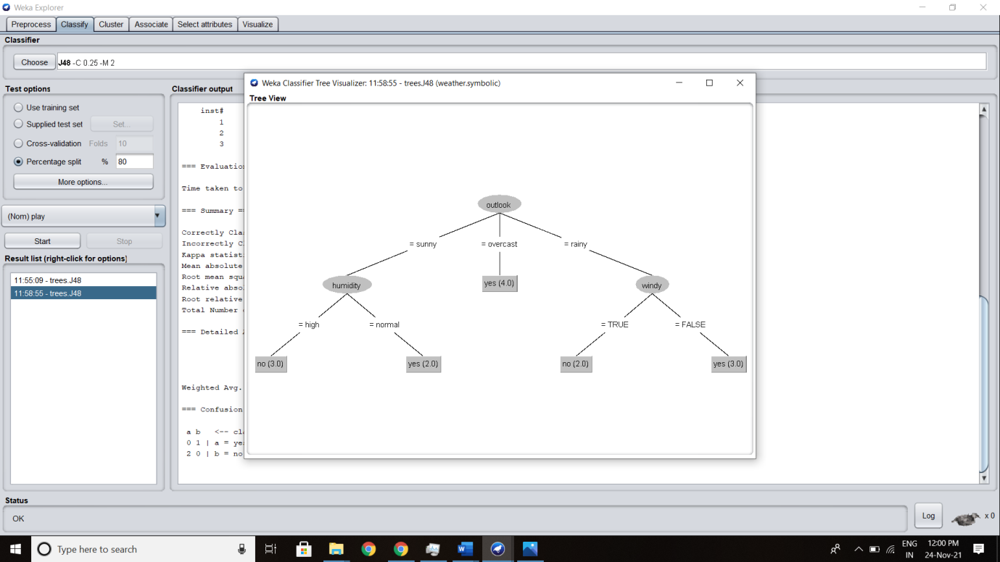 Weka Explorer
Preprocess Classify Cluster Associate Select attributes Visualize
Classifier
Choose J48 -C 0.25 -M 2
Test options
Use training set
Supplied test set Set...
Cross-validation Folds 10
Percentage split % 80
More options...
(Nom) play
Start Stop
Result list (right-click for options)
11:55:09 - trees.J48
11:58:55 - trees.J48
Classifier output
inst#
1
2
3
=== Evaluation
Time taken to
=== Summary
Correctly Cla
Incorrectly C
Kappa statist
Mean absolute
Root mean squ
Relative abso
Root relative
Total Number
=== Detailed
Weighted Avg.
=== Confusion
a b <-- cl
0 1 | a = ye
2 0 | b = no
Weka Classifier Tree Visualizer: 11:58:55 - trees.J48 (weather.symbolic)
Tree View
outlook
= sunny = overcast = rainy
humidity yes (4.0) windy
= high = normal = TRUE = FALSE
no (3.0) yes (2.0) no (2.0) yes (3.0)
Status
OK
Log x 0
Type here to search
ENG 12:00 PM
IN 24-Nov-21